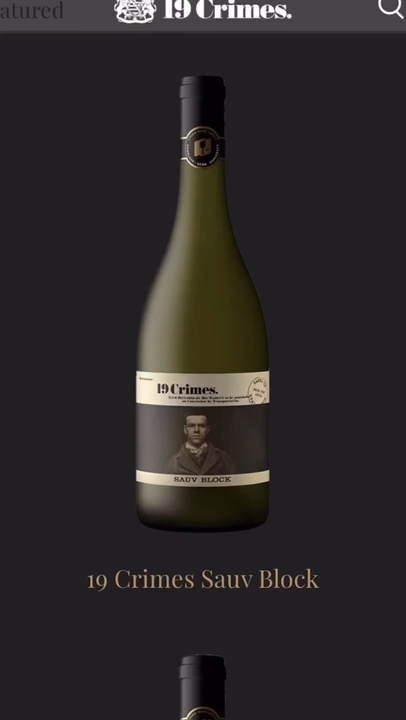 atured
19 Crimes.
19 Crimes.
SAUV BLOCK
19 Crimes Sauv Block